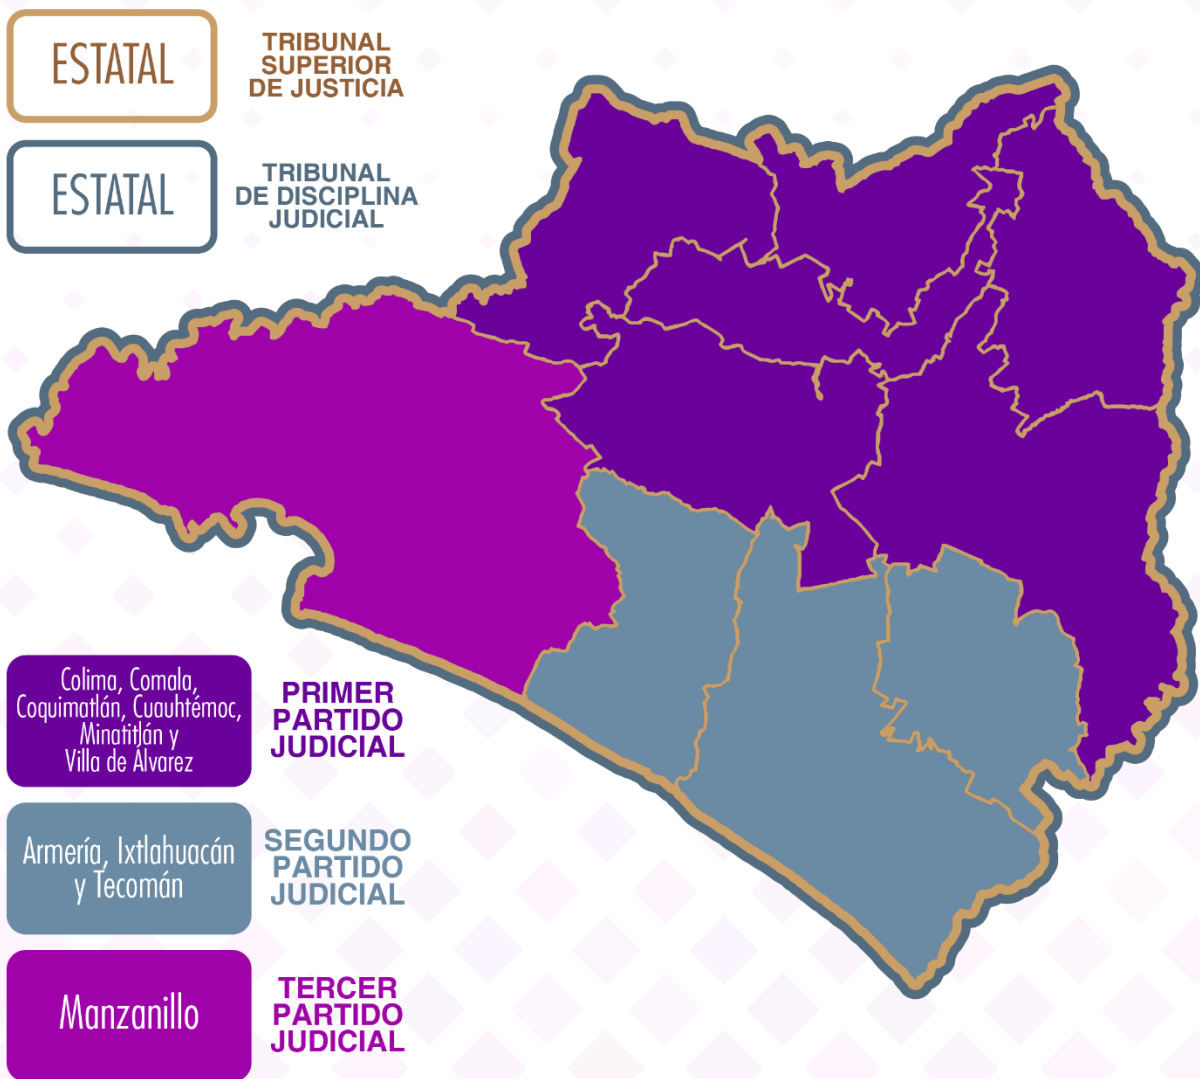 ESTATAL
TRIBUNAL
SUPERIOR
DE JUSTICIA
ESTATAL
TRIBUNAL
DE DISCIPLINA
JUDICIAL
Colima, Comala,
Coquimatlán, Cuauhtémoc,
Minatitlán y
Villa de Álvarez
PRIMER
PARTIDO
JUDICIAL
Armería, Ixtlahuacán
y Tecomán
SEGUNDO
PARTIDO
JUDICIAL
Manzanillo
TERCER
PARTIDO
JUDICIAL